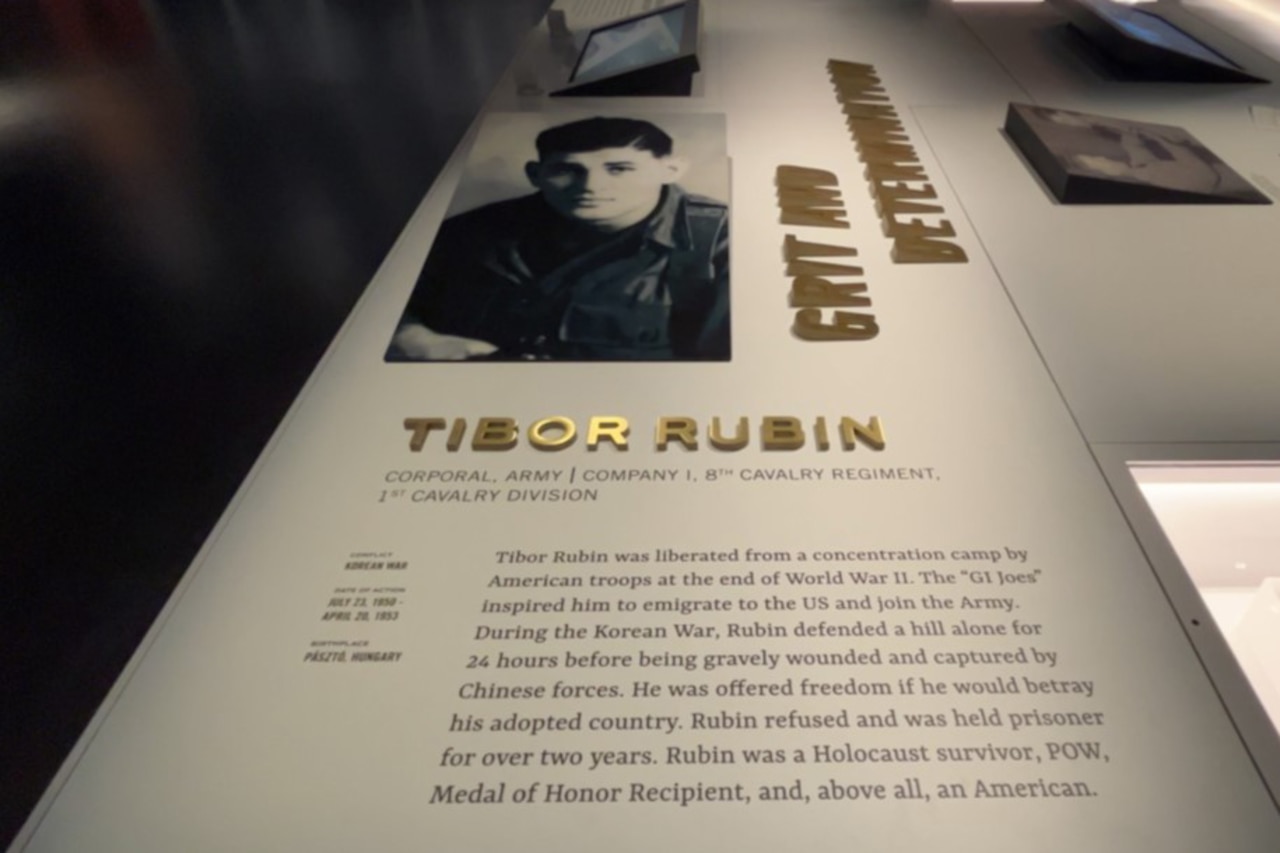 GRIT AND
DETERMINATION
TIBOR RUBIN
CORPORAL, ARMY | COMPANY I, 8TH CAVALRY REGIMENT,
1ST CAVALRY DIVISION
CONFLICT
KOREAN WAR
DATE OF ACTION
JULY 23, 1950 -
APRIL 20, 1953
BIRTHPLACE
PÁSZTÓ, HUNGARY
Tibor Rubin was liberated from a concentration camp by
American troops at the end of World War II. The “GI Joes”
inspired him to emigrate to the US and join the Army.
During the Korean War, Rubin defended a hill alone for
24 hours before being gravely wounded and captured by
Chinese forces. He was offered freedom if he would betray
his adopted country. Rubin refused and was held prisoner
for over two years. Rubin was a Holocaust survivor, POW,
Medal of Honor Recipient, and, above all, an American.